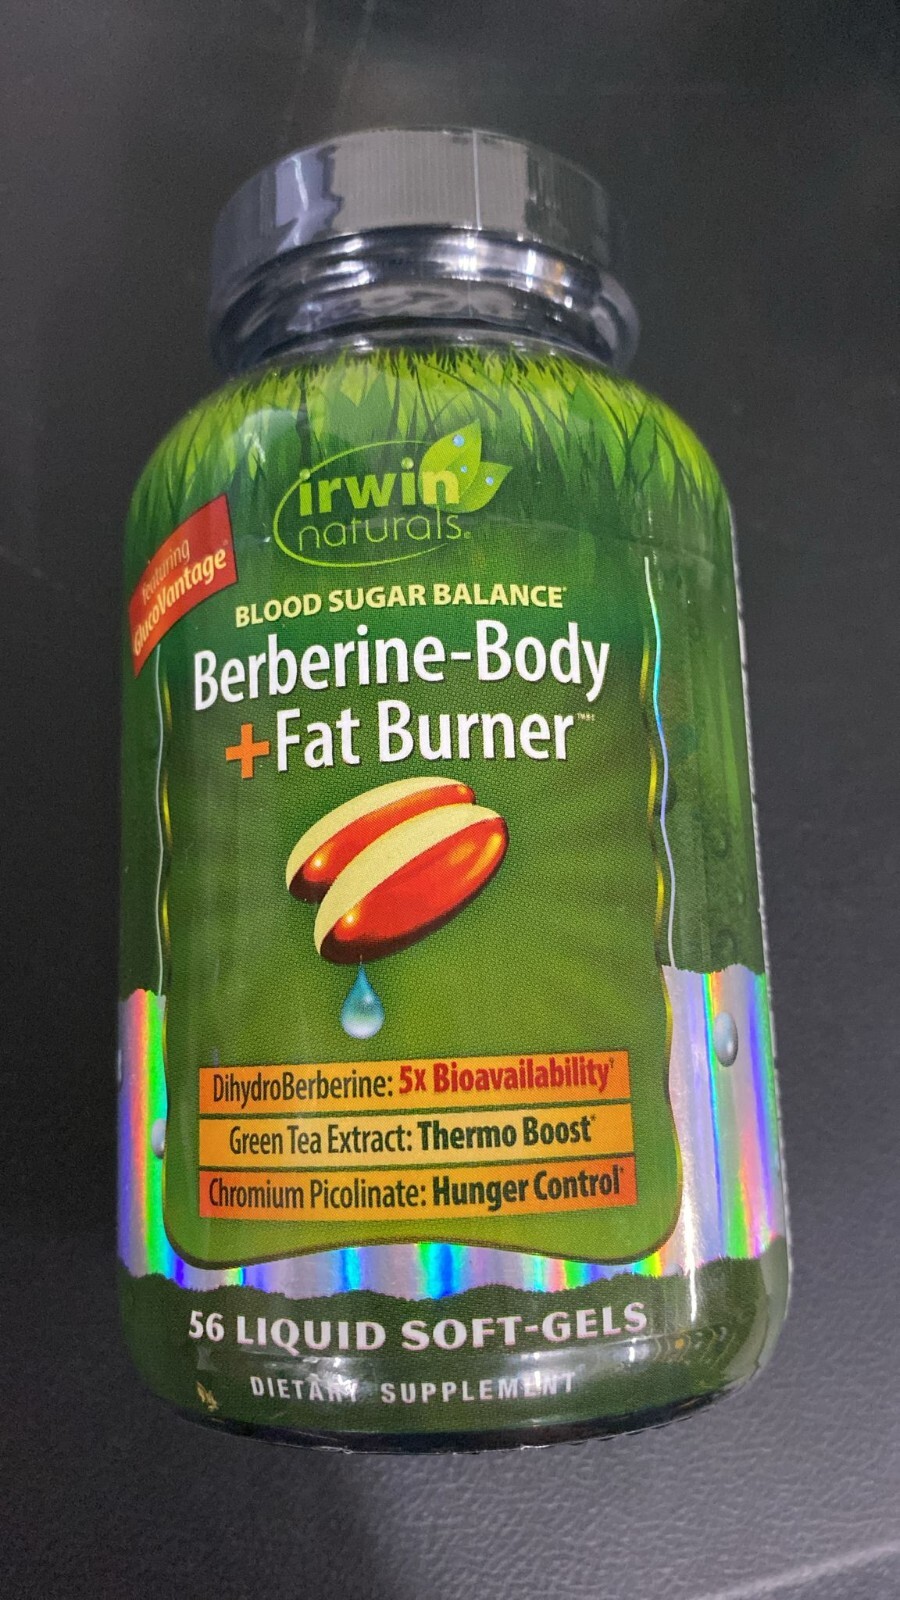 irwin
naturals®
featuring
GlucoVantage®
BLOOD SUGAR BALANCE*
Berberine-Body
+Fat Burner™*
DihydroBerberine: 5x Bioavailability†
Green Tea Extract: Thermo Boost*
Chromium Picolinate: Hunger Control*
56 LIQUID SOFT-GELS
DIETARY SUPPLEMENT